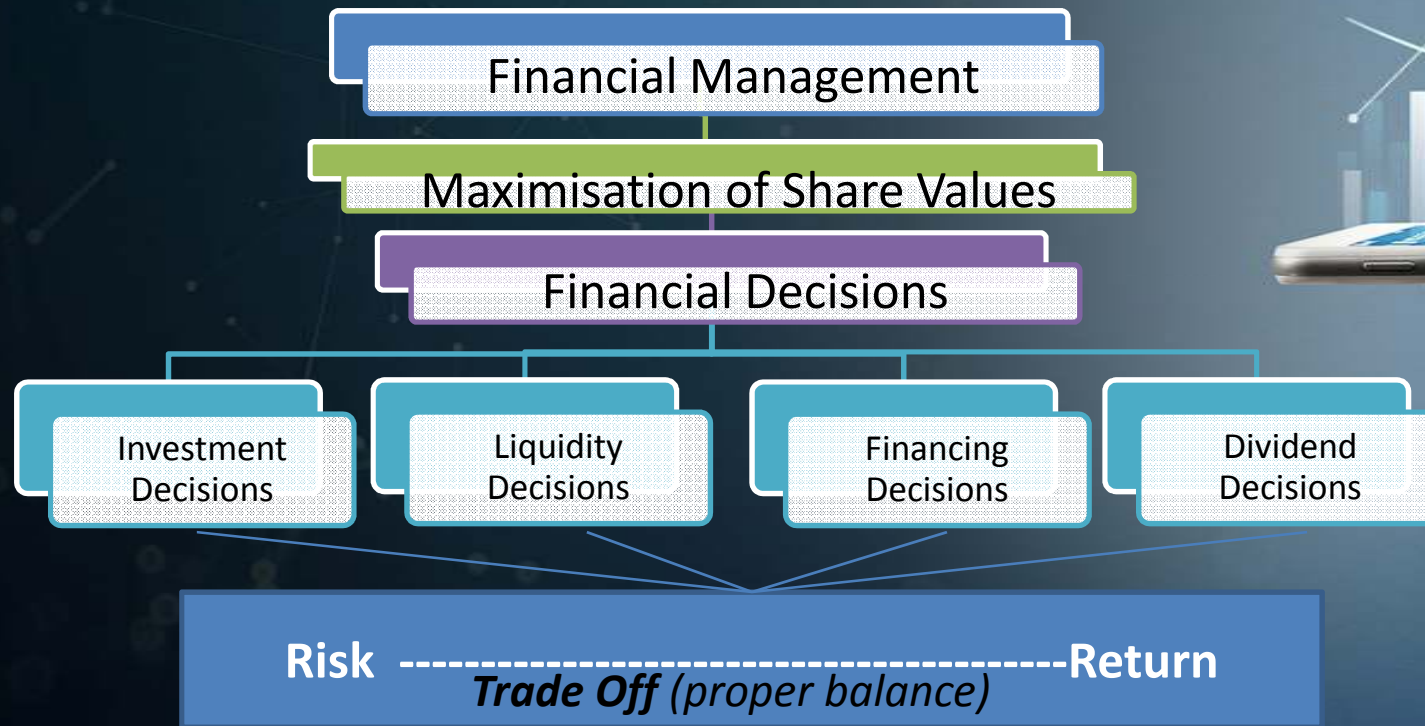 Financial Management
Maximisation of Share Values
Financial Decisions
Investment
Decisions
Liquidity
Decisions
Financing
Decisions
Dividend
Decisions
Risk -----------------------------------------Return
Trade Off (proper balance)